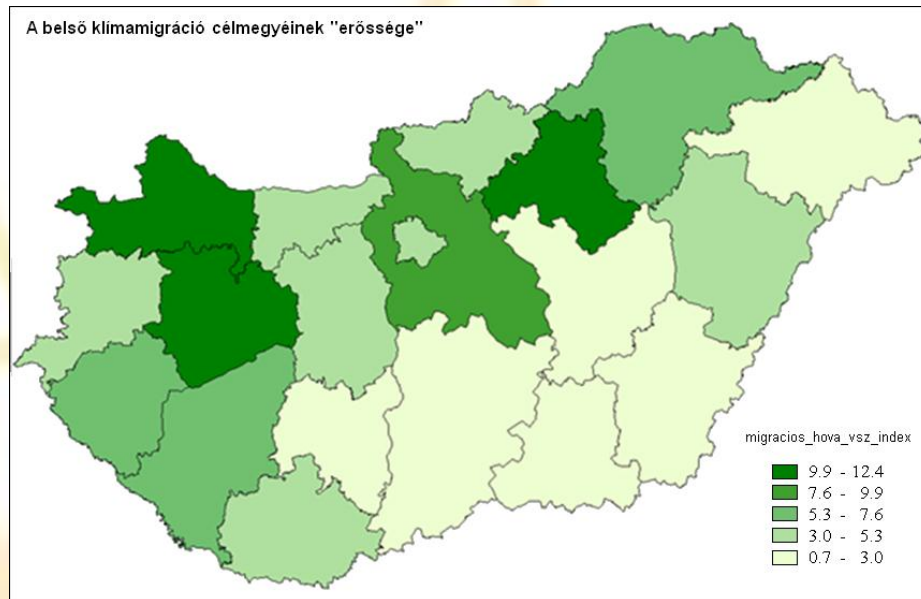 A belső klímamigráció célmegyéinek "erőssége"
migracios_hova_vsz_index
9.9 - 12.4
7.6 - 9.9
5.3 - 7.6
3.0 - 5.3
0.7 - 3.0